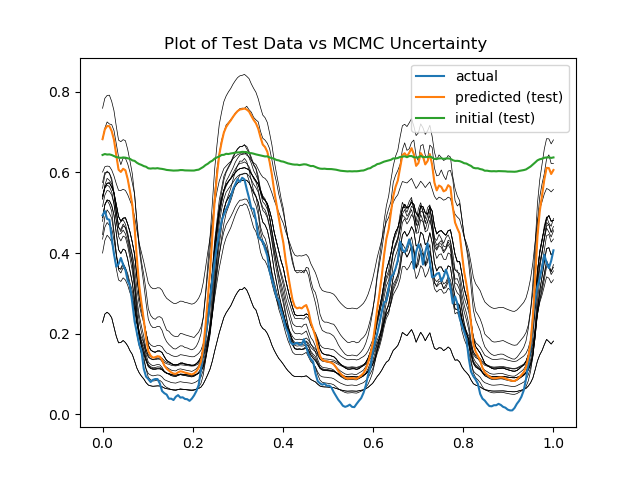 Plot of Test Data vs MCMC Uncertainty
actual
predicted (test)
initial (test)
0.8
0.6
0.4
0.2
0.0
0.0 0.2 0.4 0.6 0.8 1.0